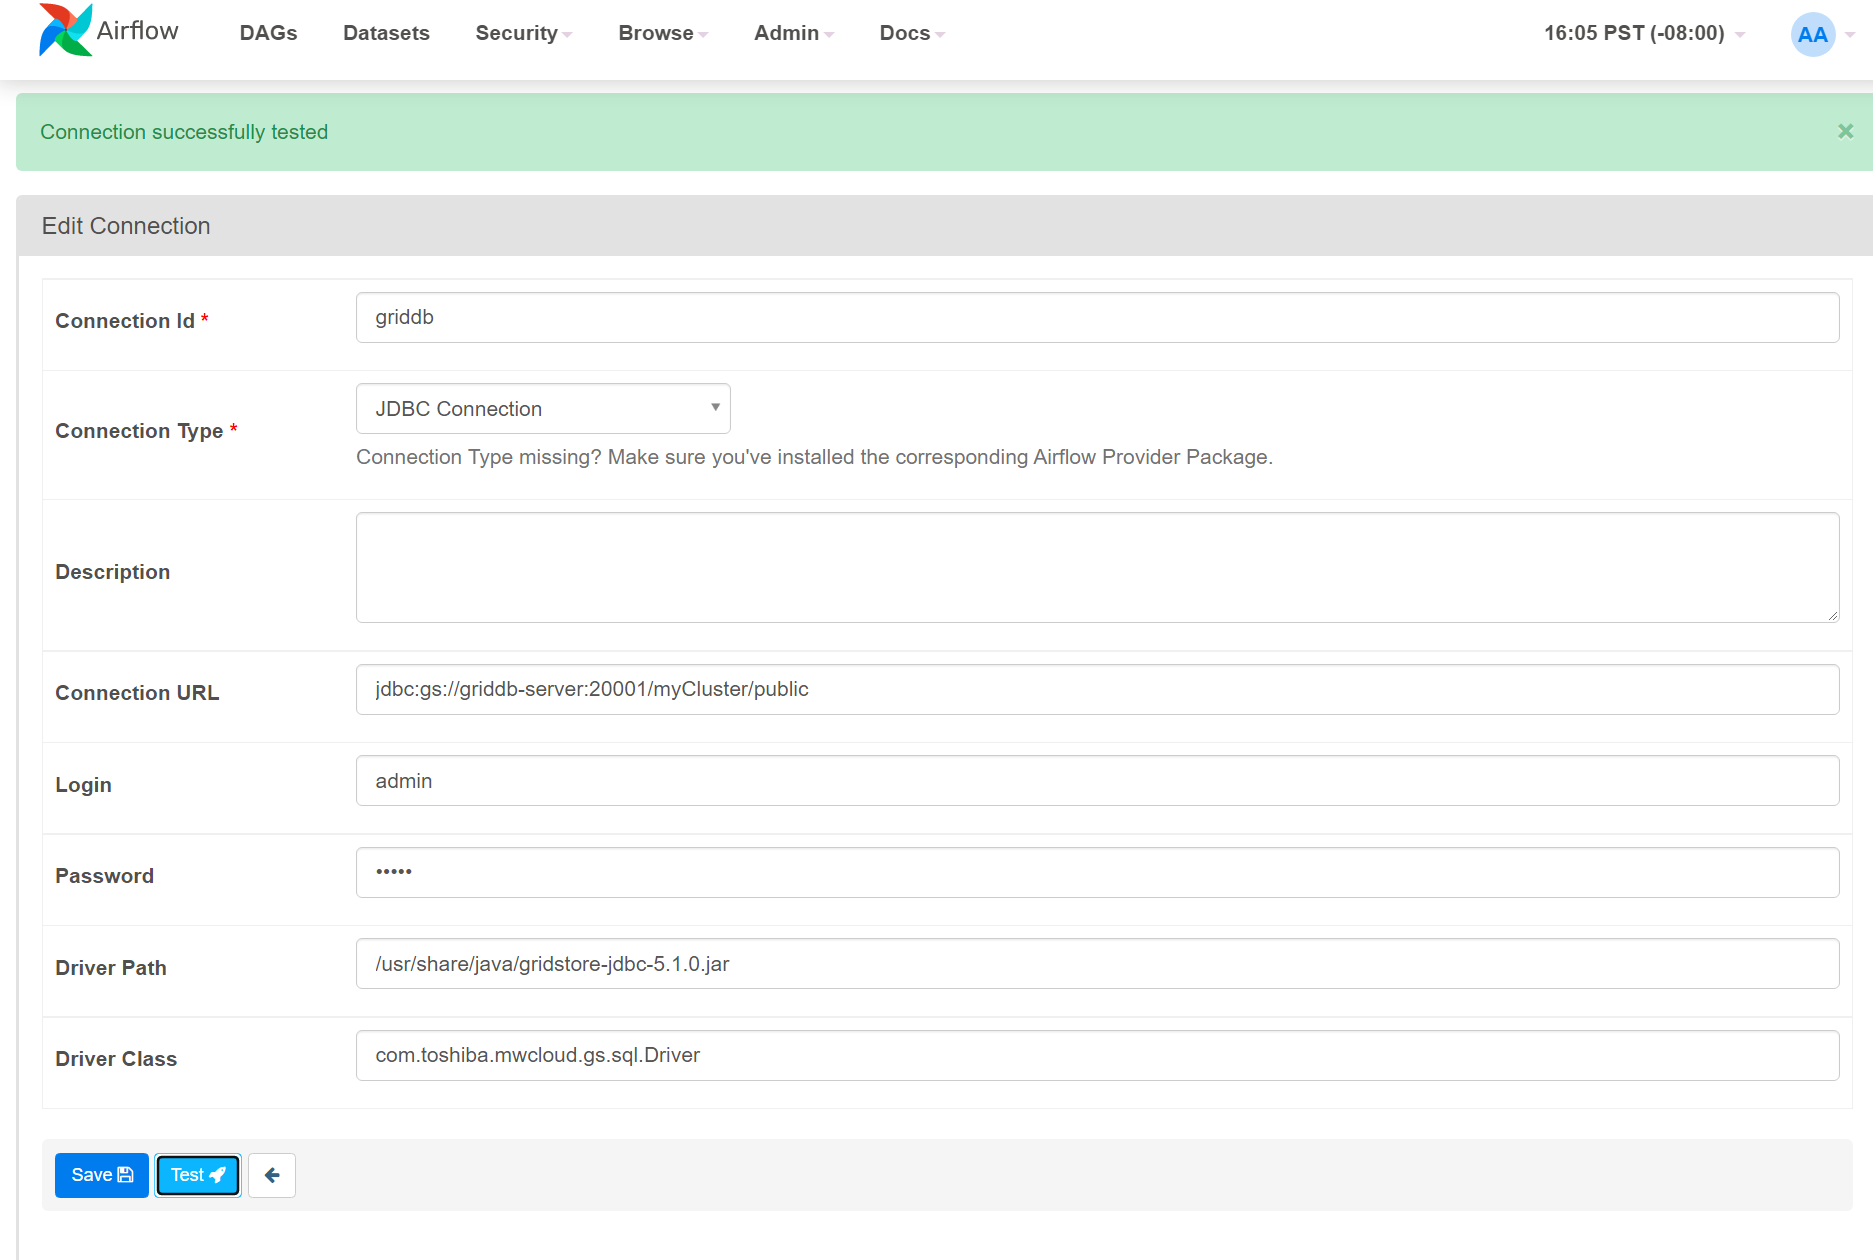 Airflow DAGs Datasets Security Browse Admin Docs 16:05 PST (-08:00) AA
Connection successfully tested ×
Edit Connection
Connection Id * griddb
Connection Type * JDBC Connection
Connection Type missing? Make sure you've installed the corresponding Airflow Provider Package.
Description
Connection URL jdbc:gs://griddb-server:20001/myCluster/public
Login admin
Password •••••
Driver Path /usr/share/java/gridstore-jdbc-5.1.0.jar
Driver Class com.toshiba.mwcloud.gs.sql.Driver
Save Test